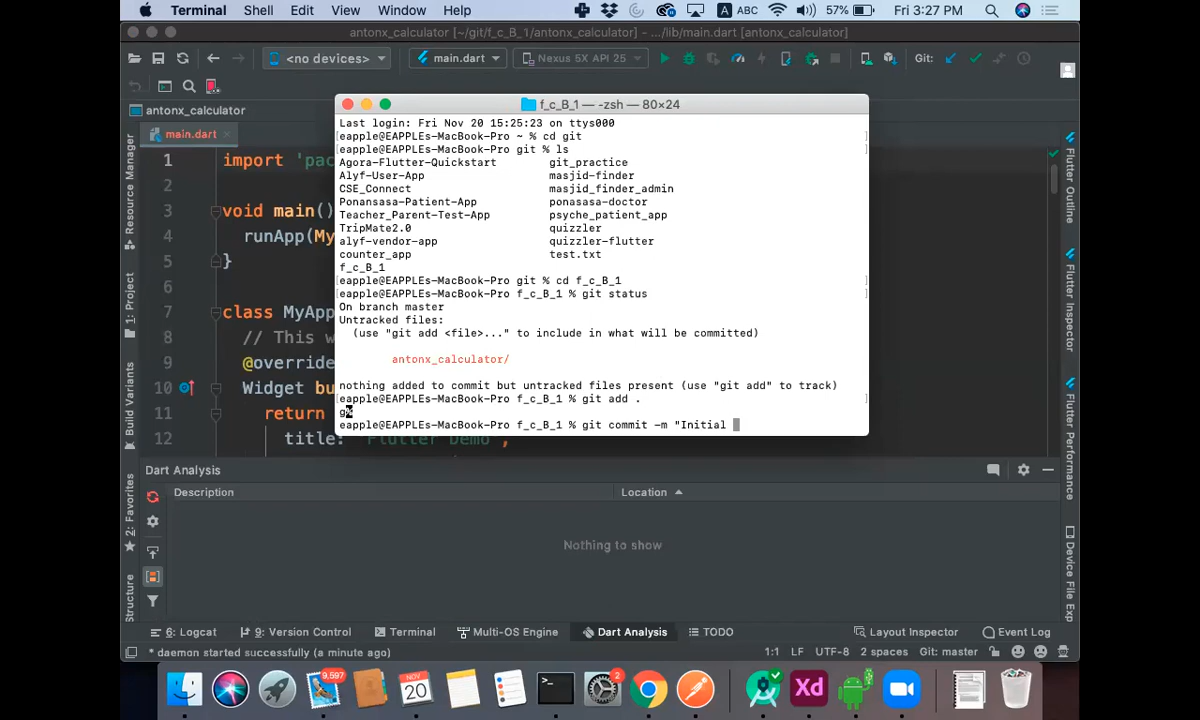 Terminal Shell Edit View Window Help A ABC 57% Fri 3:27 PM
antonx_calculator [~/git/f_c_B_1/antonx_calculator] – .../lib/main.dart [antonx_calculator]
<no devices> main.dart Nexus 5X API 25 Git:
antonx_calculator
main.dart
f_c_B_1 — -zsh — 80×24
Last login: Fri Nov 20 15:25:23 on ttys000
[eapple@EAPPLEs-MacBook-Pro ~ % cd git ]
[eapple@EAPPLEs-MacBook-Pro git % ls ]
Agora-Flutter-Quickstart git_practice
Alyf-User-App masjid-finder
CSE_Connect masjid_finder_admin
Ponansasa-Patient-App ponasasa-doctor
Teacher_Parent-Test-App psyche_patient_app
TripMate2.0 quizzler
alyf-vendor-app quizzler-flutter
counter_app test.txt
f_c_B_1
[eapple@EAPPLEs-MacBook-Pro git % cd f_c_B_1 ]
[eapple@EAPPLEs-MacBook-Pro f_c_B_1 % git status ]
On branch master
Untracked files:
(use "git add <file>..." to include in what will be committed)
antonx_calculator/
nothing added to commit but untracked files present (use "git add" to track)
[eapple@EAPPLEs-MacBook-Pro f_c_B_1 % git add . ]
g%
eapple@EAPPLEs-MacBook-Pro f_c_B_1 % git commit -m "Initial
1 import 'pac
2
3 void main()
4 runApp(My
5 }
6
7 class MyApp
8 // This w
9 @override
10 Widget bu
11 return
12 title: 'Flutter Demo',
Resource Manager
1: Project
Build Variants
2: Favorites
Structure
Flutter Outline
Flutter Inspector
Flutter Performance
Device File Exp
Dart Analysis
Description Location
Nothing to show
6: Logcat 9: Version Control Terminal Multi-OS Engine Dart Analysis TODO Layout Inspector Event Log
* daemon started successfully (a minute ago) 1:1 LF UTF-8 2 spaces Git: master
9,597
NOV
20
2
Xd